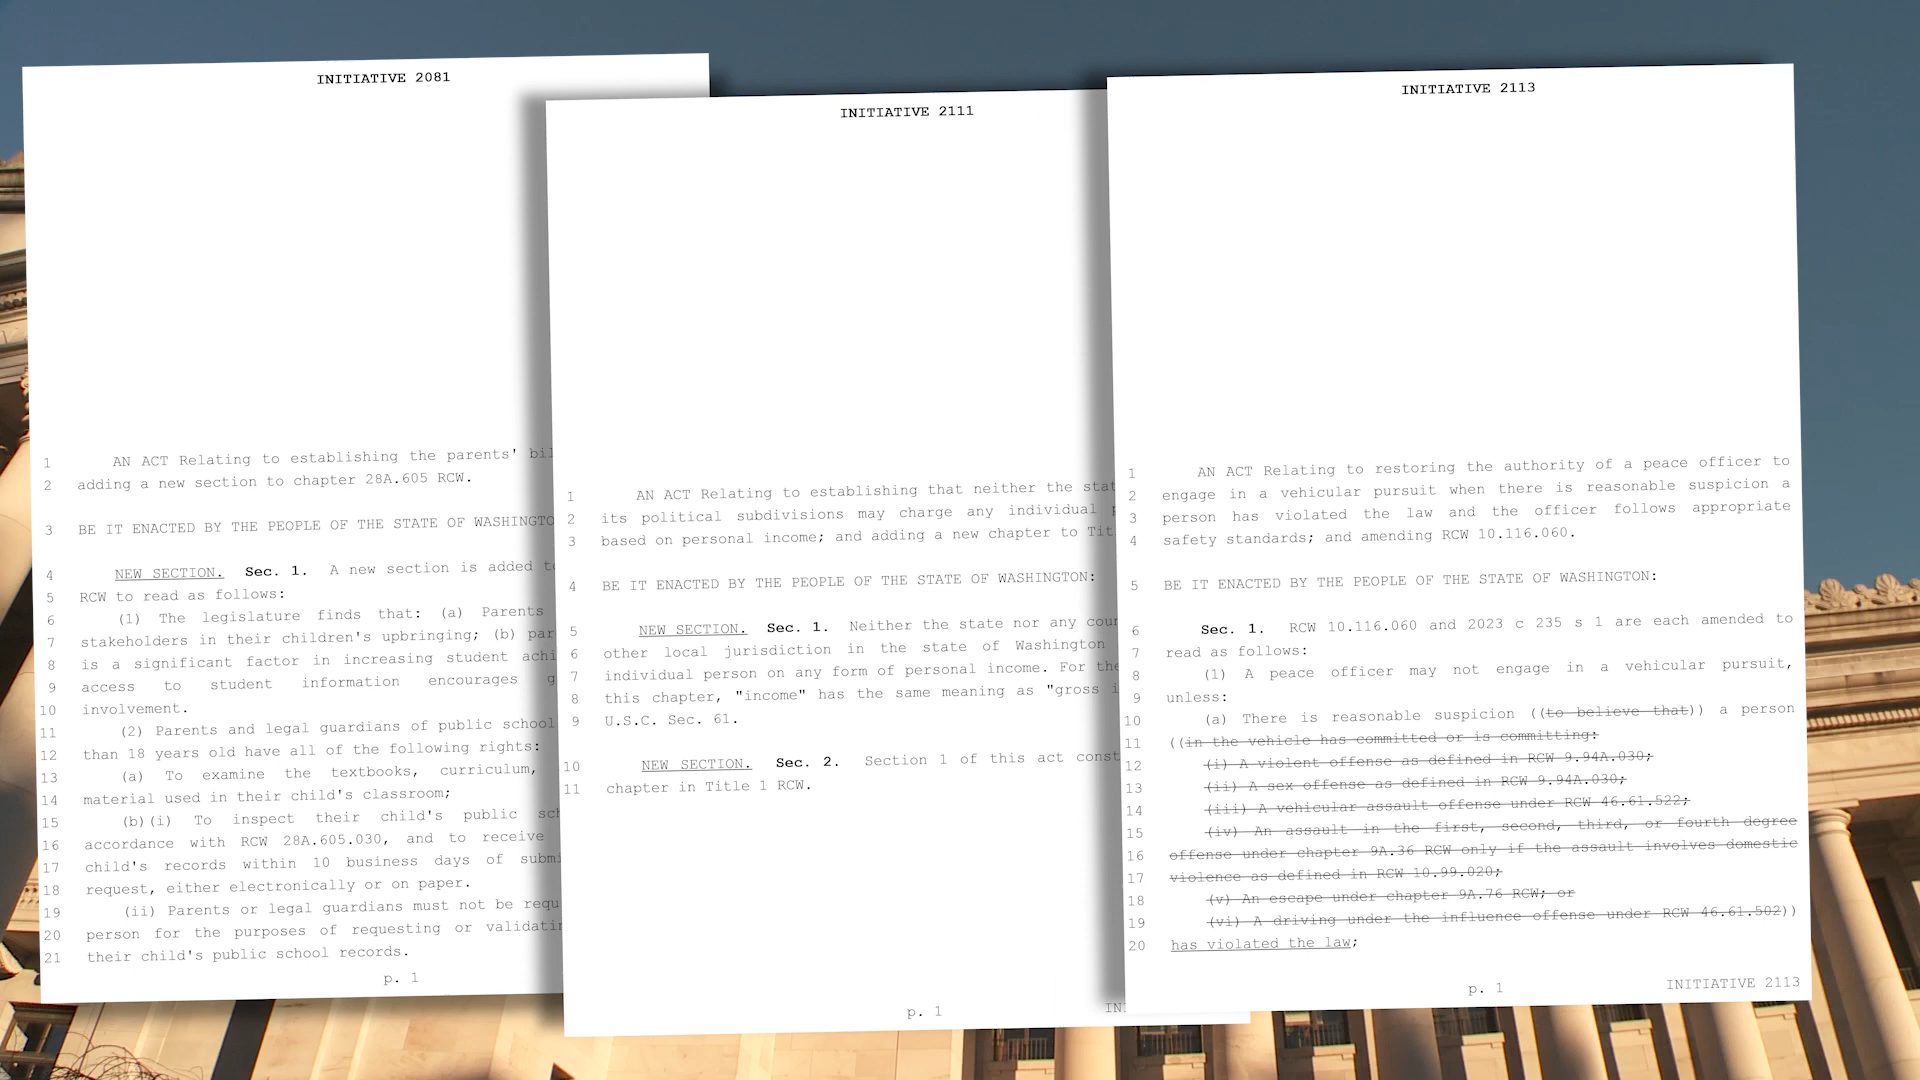 INITIATIVE 2081
1 AN ACT Relating to establishing the parents'
2 adding a new section to chapter 28A.605 RCW.
3 BE IT ENACTED BY THE PEOPLE OF THE STATE OF
4 NEW SECTION. Sec. 1. A new section is added
5 RCW to read as follows:
6 (1) The legislature finds that: (a) Parents
7 stakeholders in their children's upbringing; (b)
8 is a significant factor in increasing student
9 access to student information encourages
10 involvement.
11 (2) Parents and legal guardians of public school
12 than 18 years old have all of the following rights:
13 (a) To examine the textbooks, curriculum,
14 material used in their child's classroom;
15 (b)(i) To inspect their child's public
16 accordance with RCW 28A.605.030, and to receive
17 child's records within 10 business days of
18 request, either electronically or on paper.
19 (ii) Parents or legal guardians must not be
20 person for the purposes of requesting or
21 their child's public school records.
p. 1
INITIATIVE 2111
1 AN ACT Relating to establishing that neither the
2 its political subdivisions may charge any individual
3 based on personal income; and adding a new chapter to
4 BE IT ENACTED BY THE PEOPLE OF THE STATE OF WASHINGTON:
5 NEW SECTION. Sec. 1. Neither the state nor any
6 other local jurisdiction in the state of Washington
7 individual person on any form of personal income. For
8 this chapter, "income" has the same meaning as "gross
9 U.S.C. Sec. 61.
10 NEW SECTION. Sec. 2. Section 1 of this act
11 chapter in Title 1 RCW.
p. 1
INITIATIVE 2113
1 AN ACT Relating to restoring the authority of a peace officer to
2 engage in a vehicular pursuit when there is reasonable suspicion a
3 person has violated the law and the officer follows appropriate
4 safety standards; and amending RCW 10.116.060.
5 BE IT ENACTED BY THE PEOPLE OF THE STATE OF WASHINGTON:
6 Sec. 1. RCW 10.116.060 and 2023 c 235 s 1 are each amended to
7 read as follows:
8 (1) A peace officer may not engage in a vehicular pursuit,
9 unless:
10 (a) There is reasonable suspicion ((to believe that)) a person
11 ((in the vehicle has committed or is committing:
12 (i) A violent offense as defined in RCW 9.94A.030;
13 (ii) A sex offense as defined in RCW 9.94A.030;
14 (iii) A vehicular assault offense under RCW 46.61.522;
15 (iv) An assault in the first, second, third, or fourth degree
16 offense under chapter 9A.36 RCW only if the assault involves domestic
17 violence as defined in RCW 10.99.020;
18 (v) An escape under chapter 9A.76 RCW; or
19 (vi) A driving under the influence offense under RCW 46.61.502))
20 has violated the law;
p. 1 INITIATIVE 2113